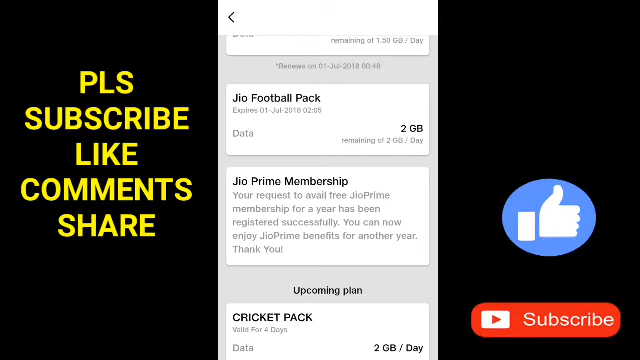 PLS
SUBSCRIBE
LIKE
COMMENTS
SHARE
remaining of 1.50 GB / Day
*Renews on 01-Jul-2018 00:48
Jio Football Pack
Expires 01-Jul-2018 02:05
Data
2 GB
remaining of 2 GB / Day
Jio Prime Membership
Your request to avail free JioPrime
membership for a year has been
registered successfully. You can now
enjoy JioPrime benefits for another year.
Thank You!
Upcoming plan
CRICKET PACK
Valid For 4 Days
Data
2 GB / Day
Subscribe